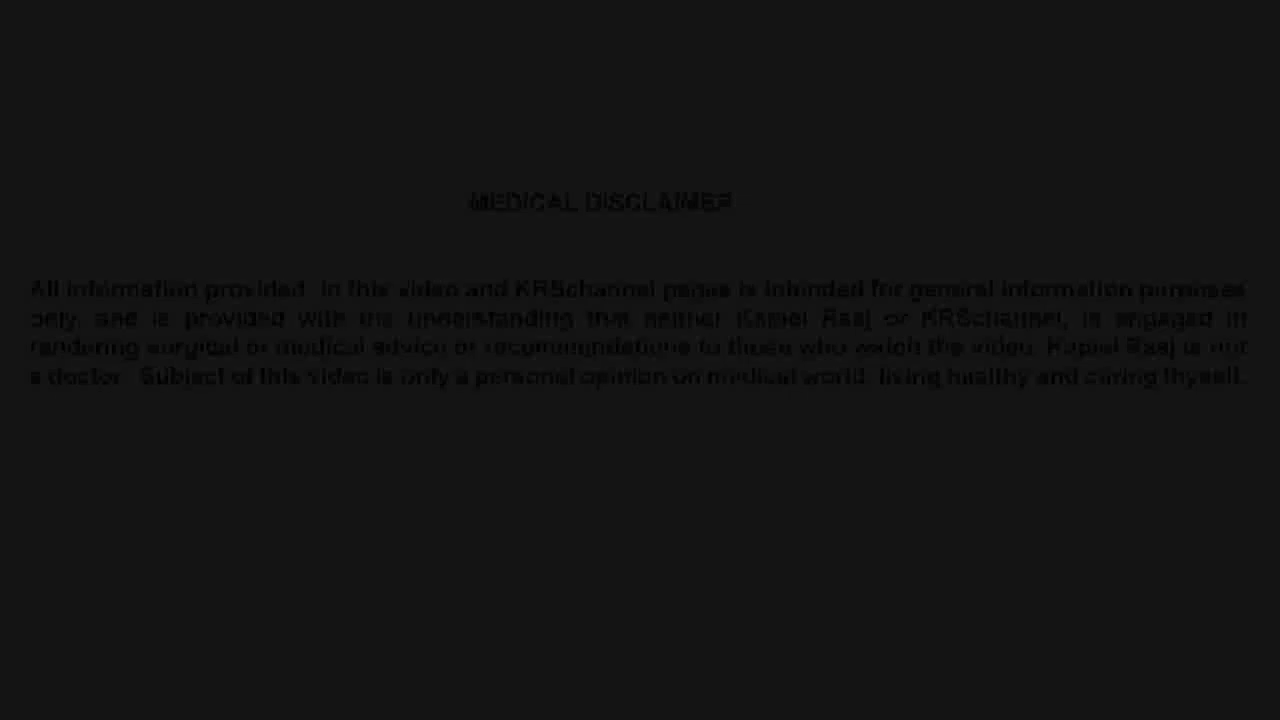 MEDICAL DISCLAIMER
All information provided in this video and KRSchannel pages is intended for general information purposes
only, and is provided with the understanding that neither Kapiel Raaj or KRSchannel, is engaged in
rendering surgical or medical advice or recommendations to those who watch the video. Kapiel Raaj is not
a doctor. Subject of this video is only a personal opinion on medical world, living healthy and curing thyself.